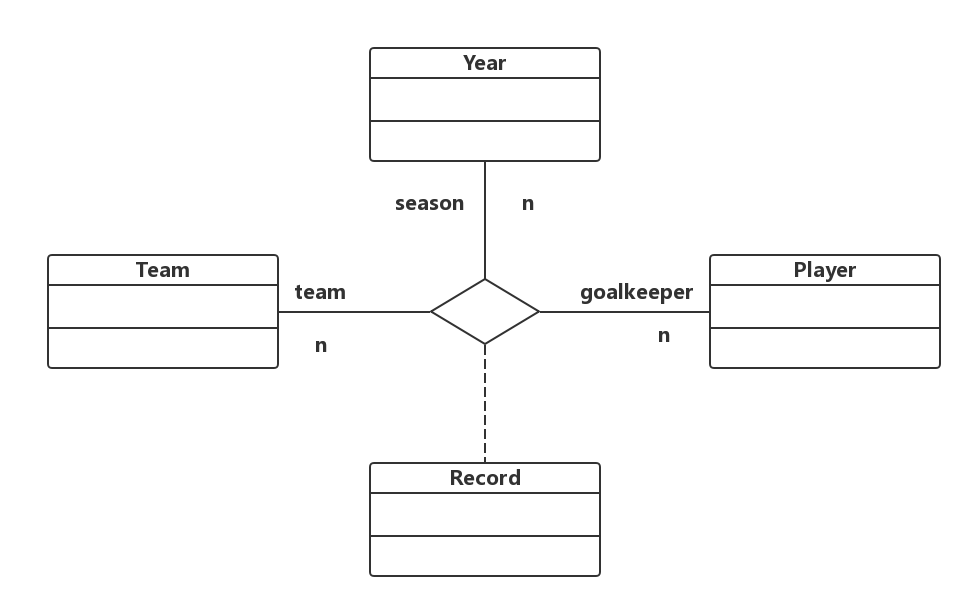 Year
season
n
Team
Player
team
goalkeeper
n
n
Record